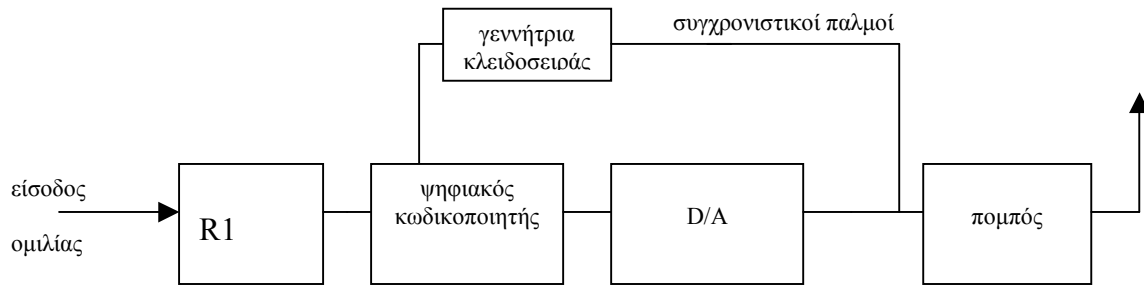 γεννήτρια
κλειδοσειράς
συγχρονιστικοί παλμοί
είσοδος
ομιλίας
R1
ψηφιακός
κωδικοποιητής
D/A
πομπός